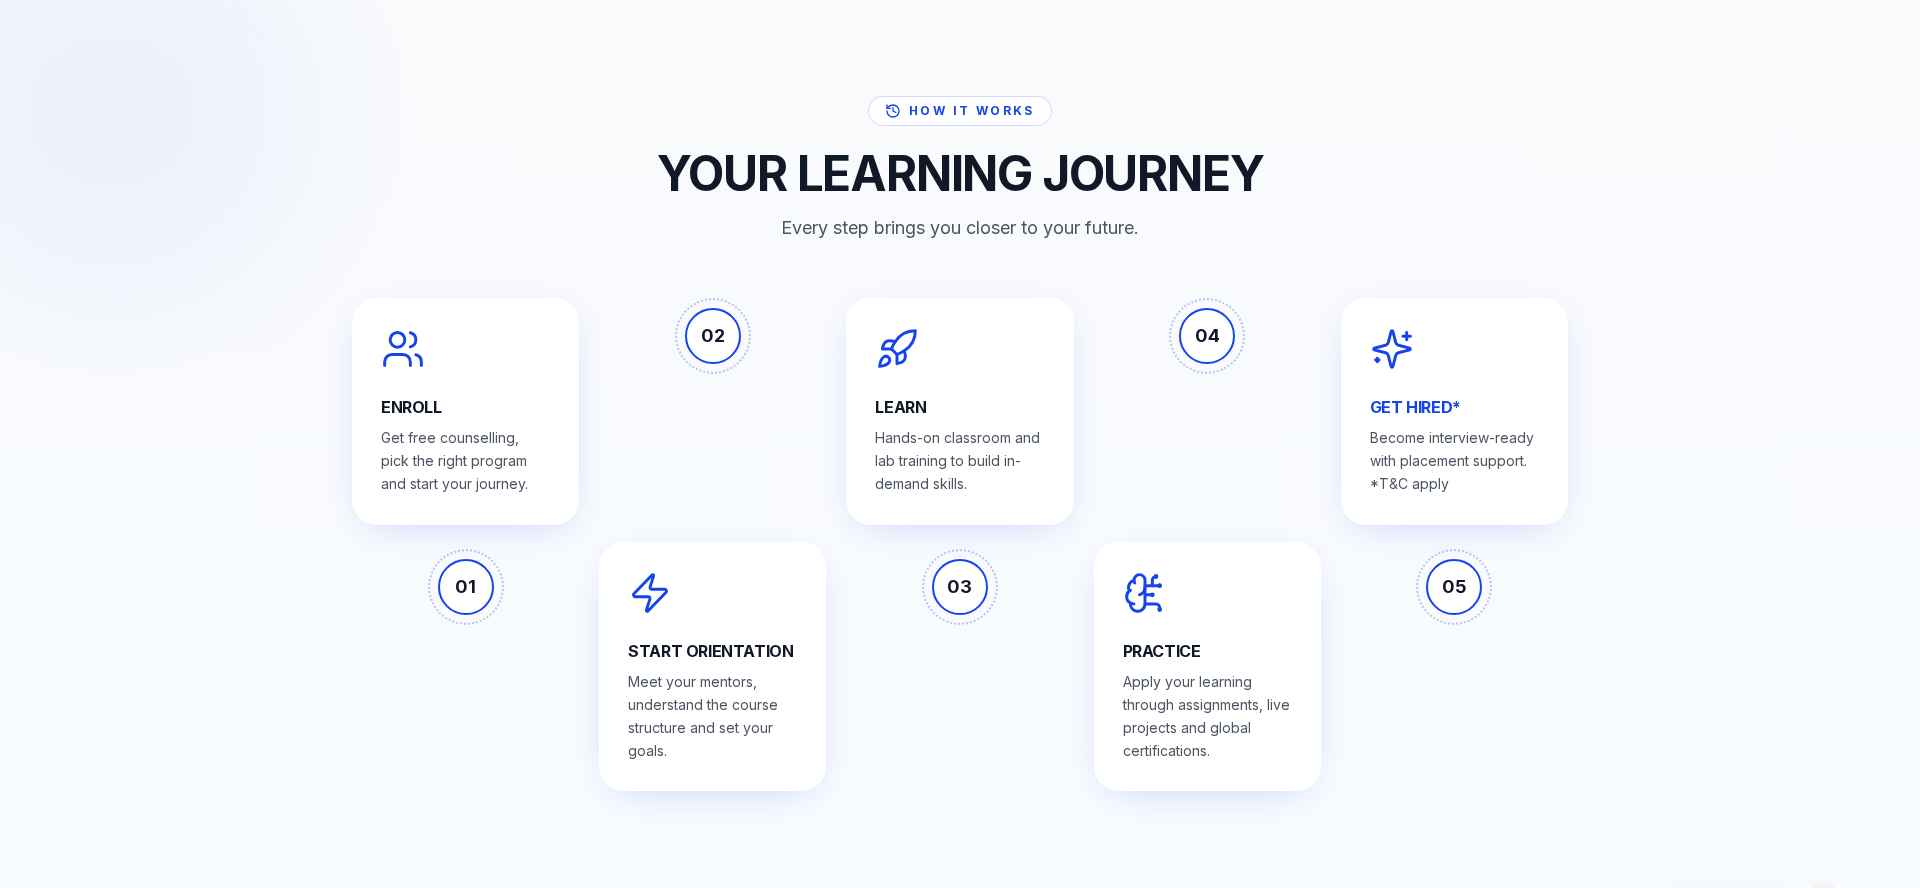 HOW IT WORKS
YOUR LEARNING JOURNEY
Every step brings you closer to your future.
ENROLL
Get free counselling,
pick the right program
and start your journey.
01
02
START ORIENTATION
Meet your mentors,
understand the course
structure and set your
goals.
LEARN
Hands-on classroom and
lab training to build in-
demand skills.
03
04
PRACTICE
Apply your learning
through assignments, live
projects and global
certifications.
GET HIRED*
Become interview-ready
with placement support.
*T&C apply
05